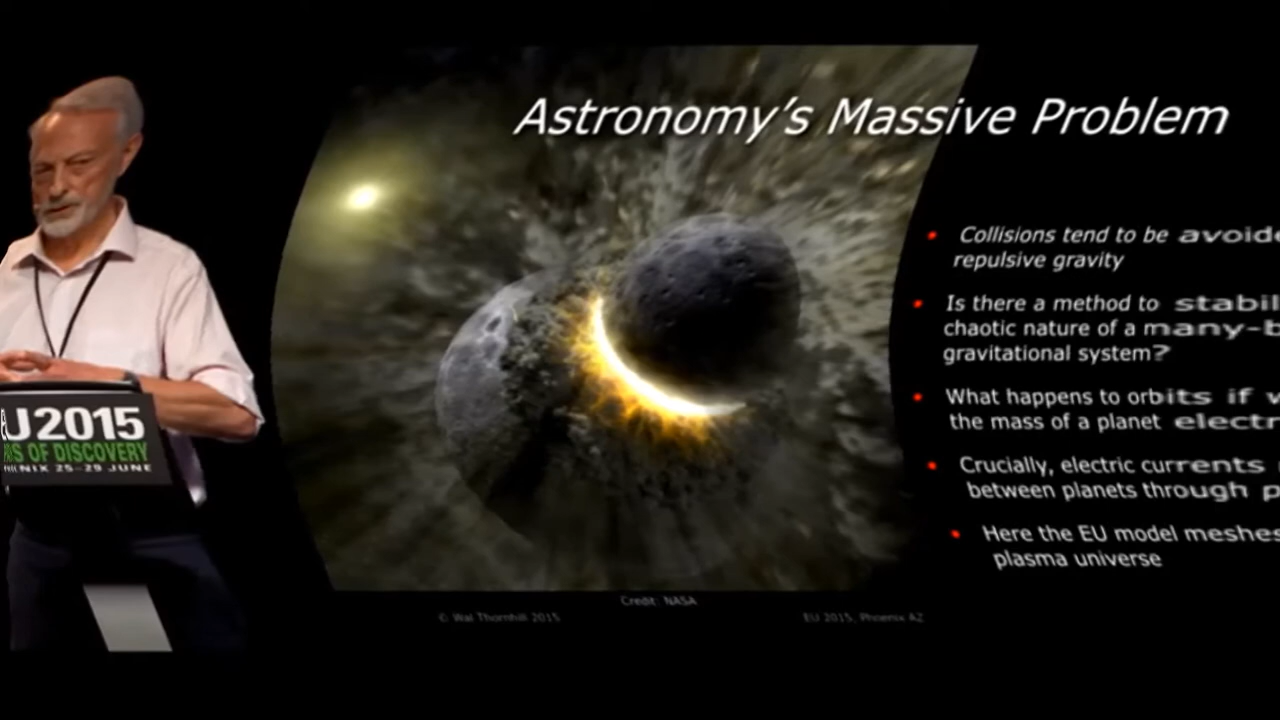 Astronomy's Massive Problem
Collisions tend to be
repulsive gravity
Is there a method to
chaotic nature of a
gravitational system?
What happens to orbits if
the mass of a planet
Crucially, electric currents
between planets through
Here the EU model meshes
plasma universe
U2015
OF DISCOVERY
25-29 JUNE
Credit: NASA
© Wal Thornhill 2015
EU 2015, Phoenix AZ